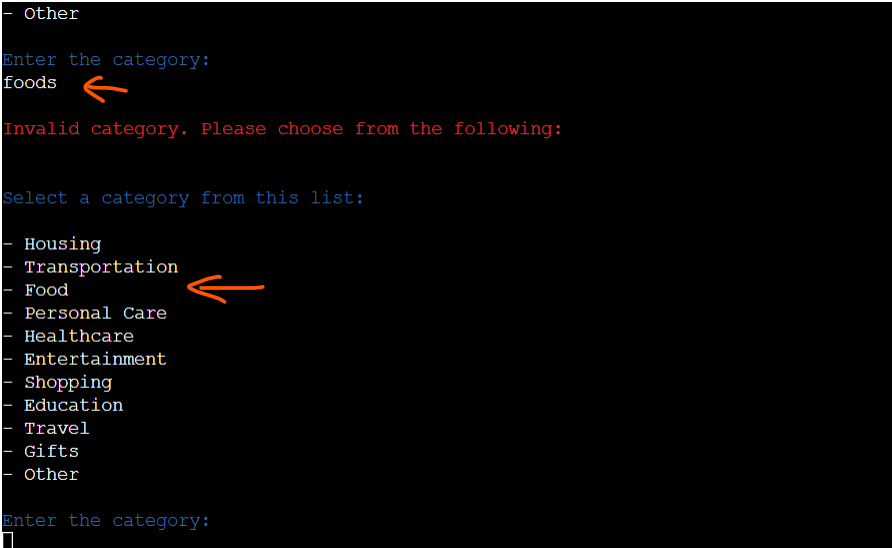 - Other
Enter the category:
foods
Invalid category. Please choose from the following:
Select a category from this list:
- Housing
- Transportation
- Food
- Personal Care
- Healthcare
- Entertainment
- Shopping
- Education
- Travel
- Gifts
- Other
Enter the category: